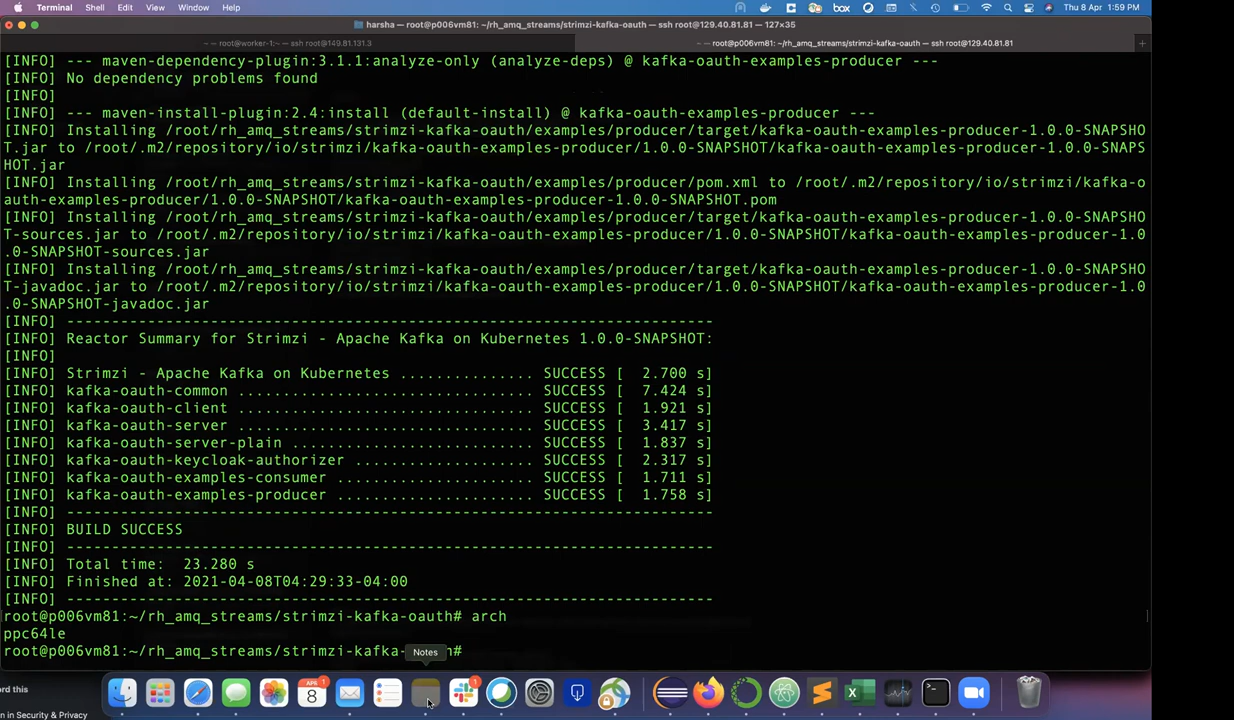 Terminal Shell Edit View Window Help box Thu 8 Apr 1:59 PM
harsha — root@p006vm81: ~/rh_amq_streams/strimzi-kafka-oauth — ssh root@129.40.81.81 — 127×35
— root@worker-1:~ — ssh root@149.81.131.3
— root@p006vm81: ~/rh_amq_streams/strimzi-kafka-oauth — ssh root@129.40.81.81
[INFO] --- maven-dependency-plugin:3.1.1:analyze-only (analyze-deps) @ kafka-oauth-examples-producer ---
[INFO] No dependency problems found
[INFO]
[INFO] --- maven-install-plugin:2.4:install (default-install) @ kafka-oauth-examples-producer ---
[INFO] Installing /root/rh_amq_streams/strimzi-kafka-oauth/examples/producer/target/kafka-oauth-examples-producer-1.0.0-SNAPSHO
T.jar to /root/.m2/repository/io/strimzi/kafka-oauth-examples-producer/1.0.0-SNAPSHOT/kafka-oauth-examples-producer-1.0.0-SNAPS
HOT.jar
[INFO] Installing /root/rh_amq_streams/strimzi-kafka-oauth/examples/producer/pom.xml to /root/.m2/repository/io/strimzi/kafka-o
auth-examples-producer/1.0.0-SNAPSHOT/kafka-oauth-examples-producer-1.0.0-SNAPSHOT.pom
[INFO] Installing /root/rh_amq_streams/strimzi-kafka-oauth/examples/producer/target/kafka-oauth-examples-producer-1.0.0-SNAPSHO
T-sources.jar to /root/.m2/repository/io/strimzi/kafka-oauth-examples-producer/1.0.0-SNAPSHOT/kafka-oauth-examples-producer-1.0
.0-SNAPSHOT-sources.jar
[INFO] Installing /root/rh_amq_streams/strimzi-kafka-oauth/examples/producer/target/kafka-oauth-examples-producer-1.0.0-SNAPSHO
T-javadoc.jar to /root/.m2/repository/io/strimzi/kafka-oauth-examples-producer/1.0.0-SNAPSHOT/kafka-oauth-examples-producer-1.0
.0-SNAPSHOT-javadoc.jar
[INFO] ------------------------------------------------------------------------
[INFO] Reactor Summary for Strimzi - Apache Kafka on Kubernetes 1.0.0-SNAPSHOT:
[INFO]
[INFO] Strimzi - Apache Kafka on Kubernetes ............... SUCCESS [  2.700 s]
[INFO] kafka-oauth-common ................................. SUCCESS [  7.424 s]
[INFO] kafka-oauth-client ................................. SUCCESS [  1.921 s]
[INFO] kafka-oauth-server ................................. SUCCESS [  3.417 s]
[INFO] kafka-oauth-server-plain ........................... SUCCESS [  1.837 s]
[INFO] kafka-oauth-keycloak-authorizer .................... SUCCESS [  2.317 s]
[INFO] kafka-oauth-examples-consumer ...................... SUCCESS [  1.711 s]
[INFO] kafka-oauth-examples-producer ...................... SUCCESS [  1.758 s]
[INFO] ------------------------------------------------------------------------
[INFO] BUILD SUCCESS
[INFO] ------------------------------------------------------------------------
[INFO] Total time:  23.280 s
[INFO] Finished at: 2021-04-08T04:29:33-04:00
[INFO] ------------------------------------------------------------------------
root@p006vm81:~/rh_amq_streams/strimzi-kafka-oauth# arch
ppc64le
root@p006vm81:~/rh_amq_streams/strimzi-kafka- h#
Notes
APR 1
8
1
rd this
n in Security & Privacy